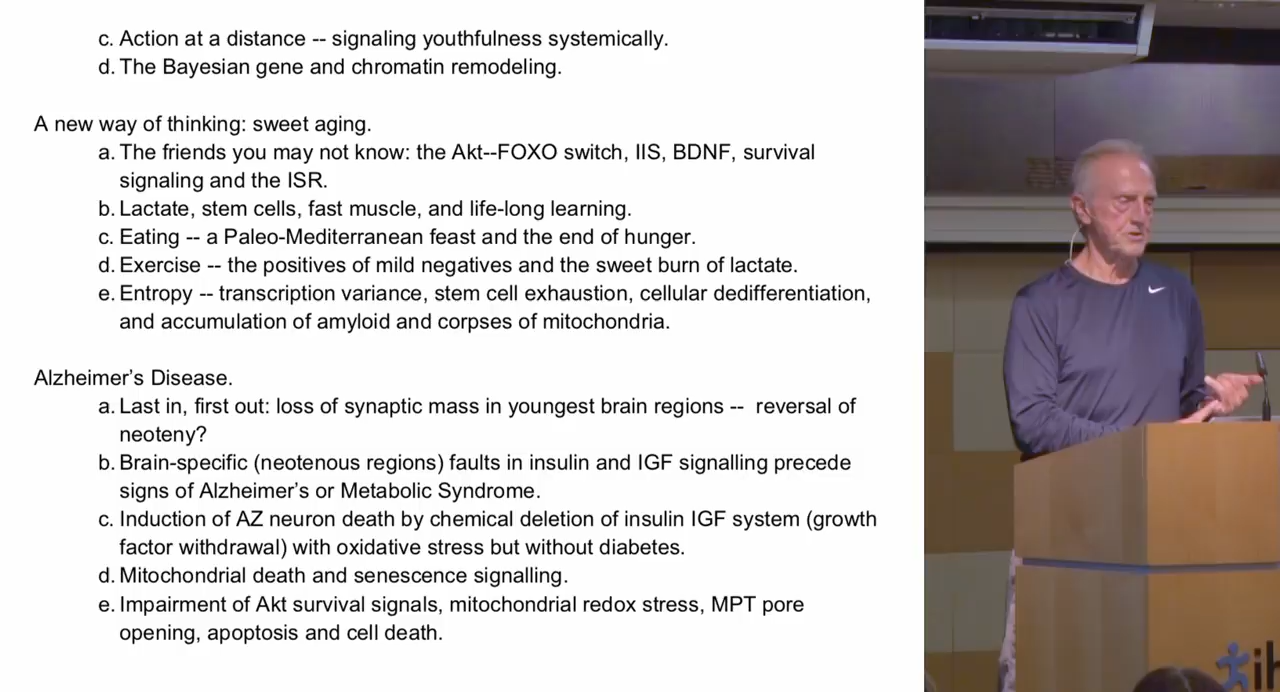 c. Action at a distance -- signaling youthfulness systemically.
d. The Bayesian gene and chromatin remodeling.
A new way of thinking: sweet aging.
a. The friends you may not know: the Akt--FOXO switch, IIS, BDNF, survival
signaling and the ISR.
b. Lactate, stem cells, fast muscle, and life-long learning.
c. Eating -- a Paleo-Mediterranean feast and the end of hunger.
d. Exercise -- the positives of mild negatives and the sweet burn of lactate.
e. Entropy -- transcription variance, stem cell exhaustion, cellular dedifferentiation,
and accumulation of amyloid and corpses of mitochondria.
Alzheimer’s Disease.
a. Last in, first out: loss of synaptic mass in youngest brain regions -- reversal of
neoteny?
b. Brain-specific (neotenous regions) faults in insulin and IGF signalling precede
signs of Alzheimer’s or Metabolic Syndrome.
c. Induction of AZ neuron death by chemical deletion of insulin IGF system (growth
factor withdrawal) with oxidative stress but without diabetes.
d. Mitochondrial death and senescence signalling.
e. Impairment of Akt survival signals, mitochondrial redox stress, MPT pore
opening, apoptosis and cell death.
ih